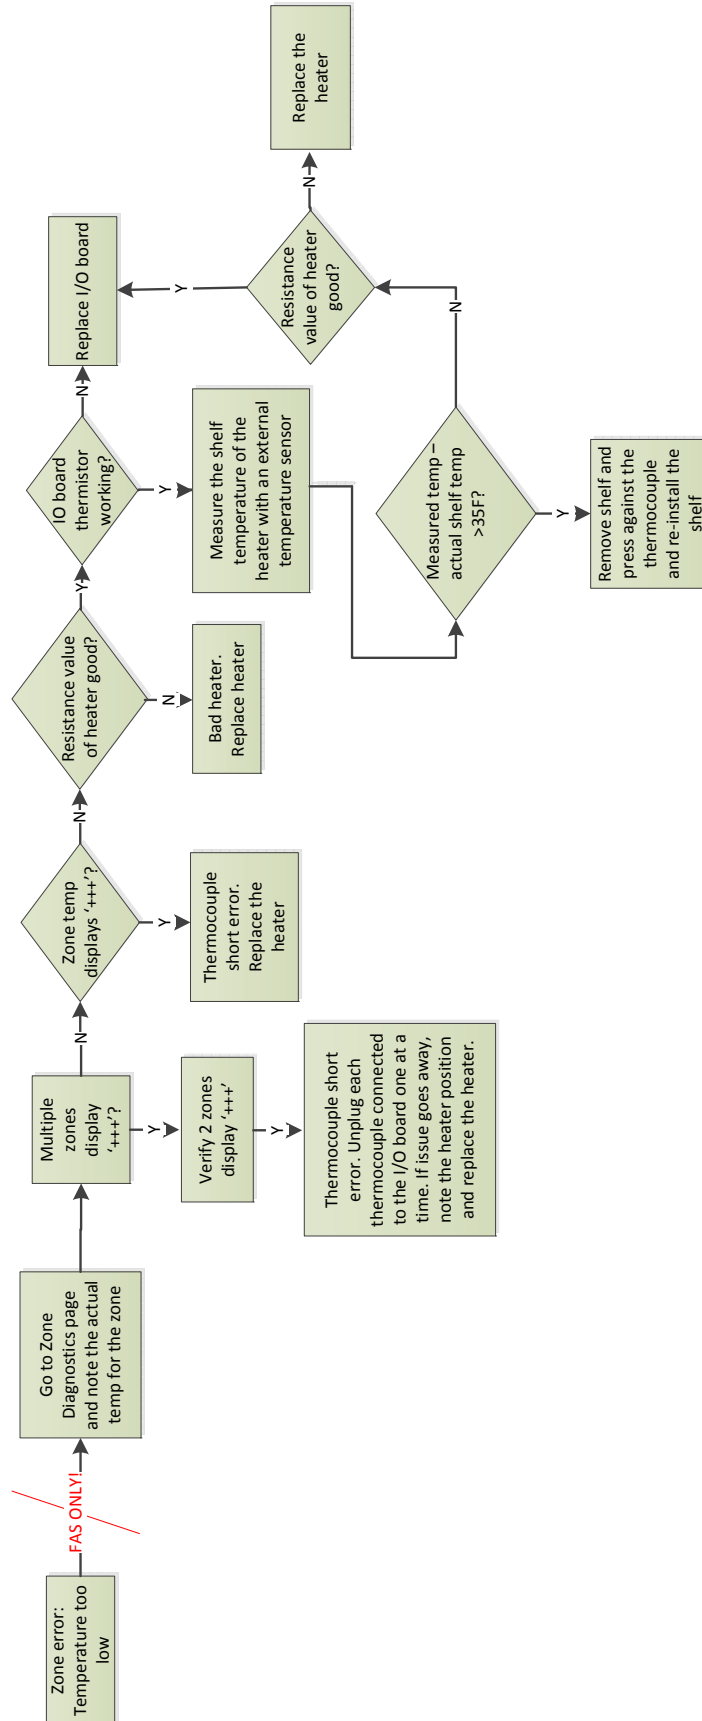 Zone error:
Temperature too
low
FAS ONLY!
Go to Zone
Diagnostics page
and note the actual
temp for the zone
Multiple
zones
display
‘+++’?
N
Y
Verify 2 zones
display ‘+++’
Y
Thermocouple short
error. Unplug each
thermocouple connected
to the I/O board one at a
time. If issue goes away,
note the heater position
and replace the heater.
Zone temp
displays ‘+++’?
N
Y
Thermocouple
short error.
Replace the
heater
Resistance value
of heater good?
Y
N
Bad heater.
Replace heater
IO board
thermistor
working?
N
Y
Replace I/O board
Measure the shelf
temperature of the
heater with an external
temperature sensor
Measured temp –
actual shelf temp
>35F?
N
Y
Remove shelf and
press against the
thermocouple
and re-install the
shelf
Resistance
value of heater
good?
Y
N
Replace the
heater